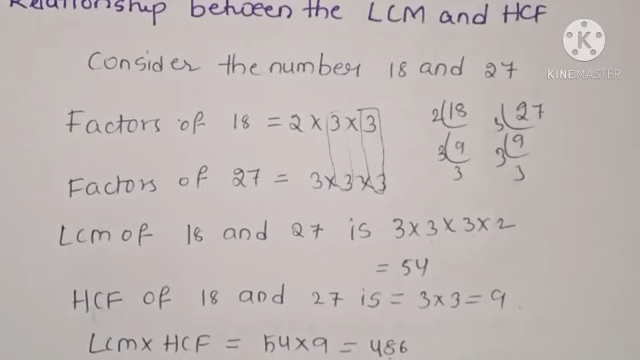 Relationship between the LCM and HCF
KINEMASTER
Consider the number 18 and 27
Factors of 18 = 2 × 3 × 3
2 18
3 9
3
3 27
3 9
3
Factors of 27 = 3×3×3
Lcm of 18 and 27 is 3×3×3×2
= 54
HCF of 18 and 27 is = 3×3 = 9.
Lcm× HCF = 54×9 = 486